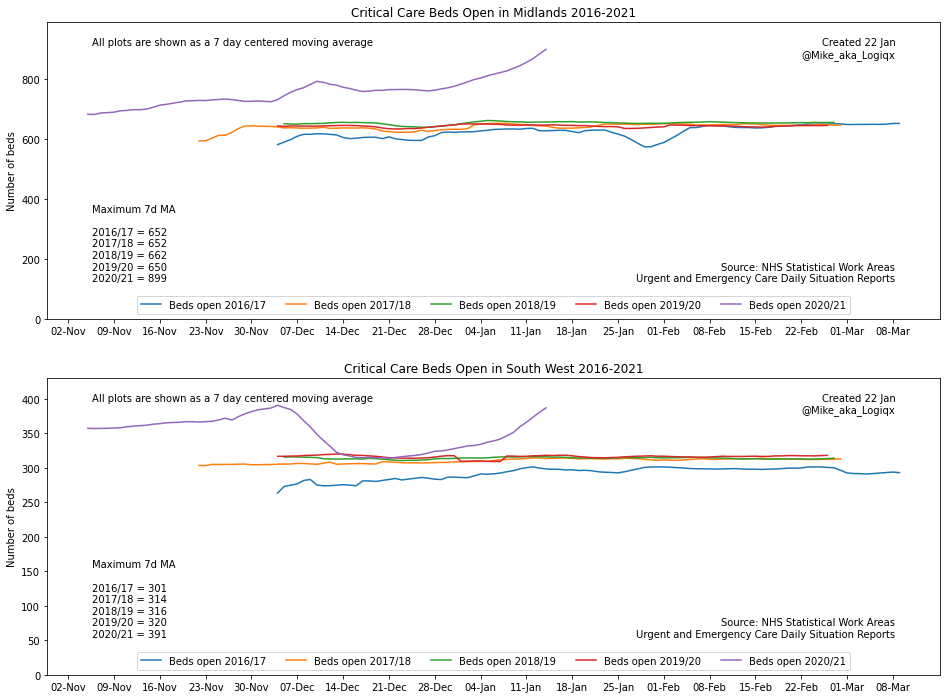 Critical Care Beds Open in Midlands 2016-2021
All plots are shown as a 7 day centered moving average
Created 22 Jan
@Mike_aka_Logiqx
800
600
400
200
0
Number of beds
Maximum 7d MA
2016/17 = 652
2017/18 = 652
2018/19 = 662
2019/20 = 650
2020/21 = 899
Source: NHS Statistical Work Areas
Urgent and Emergency Care Daily Situation Reports
Beds open 2016/17 Beds open 2017/18 Beds open 2018/19 Beds open 2019/20 Beds open 2020/21
02-Nov 09-Nov 16-Nov 23-Nov 30-Nov 07-Dec 14-Dec 21-Dec 28-Dec 04-Jan 11-Jan 18-Jan 25-Jan 01-Feb 08-Feb 15-Feb 22-Feb 01-Mar 08-Mar
Critical Care Beds Open in South West 2016-2021
All plots are shown as a 7 day centered moving average
Created 22 Jan
@Mike_aka_Logiqx
400
350
300
250
200
150
100
50
0
Number of beds
Maximum 7d MA
2016/17 = 301
2017/18 = 314
2018/19 = 316
2019/20 = 320
2020/21 = 391
Source: NHS Statistical Work Areas
Urgent and Emergency Care Daily Situation Reports
Beds open 2016/17 Beds open 2017/18 Beds open 2018/19 Beds open 2019/20 Beds open 2020/21
02-Nov 09-Nov 16-Nov 23-Nov 30-Nov 07-Dec 14-Dec 21-Dec 28-Dec 04-Jan 11-Jan 18-Jan 25-Jan 01-Feb 08-Feb 15-Feb 22-Feb 01-Mar 08-Mar